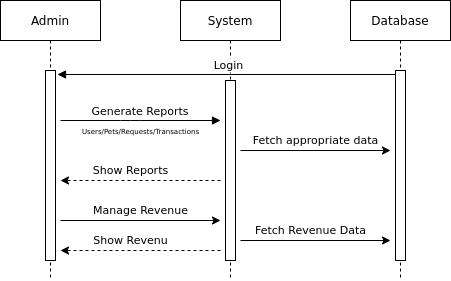 Admin
System
Database
Login
Generate Reports
Users/Pets/Requests/Transactions
Fetch appropriate data
Show Reports
Manage Revenue
Fetch Revenue Data
Show Revenu